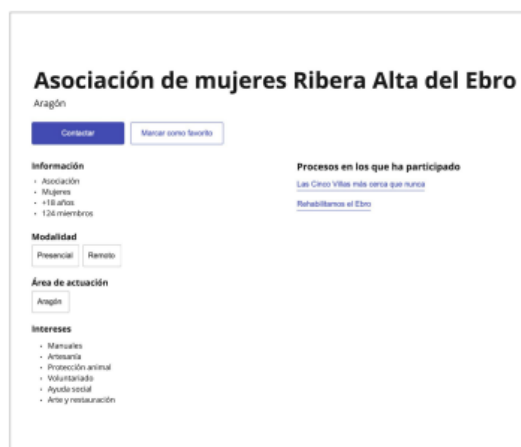 Asociación de mujeres Ribera Alta del Ebro
Aragón
Contactar
Marcar como favorito
Información
Asociación
Mujeres
+18 años
124 miembros
Modalidad
Presencial
Remoto
Área de actuación
Aragón
Intereses
Manuales
Artesanía
Protección animal
Voluntariado
Ayuda social
Arte y restauración
Procesos en los que ha participado
Las Cinco Villas más cerca que nunca
Rehabilitamos el Ebro